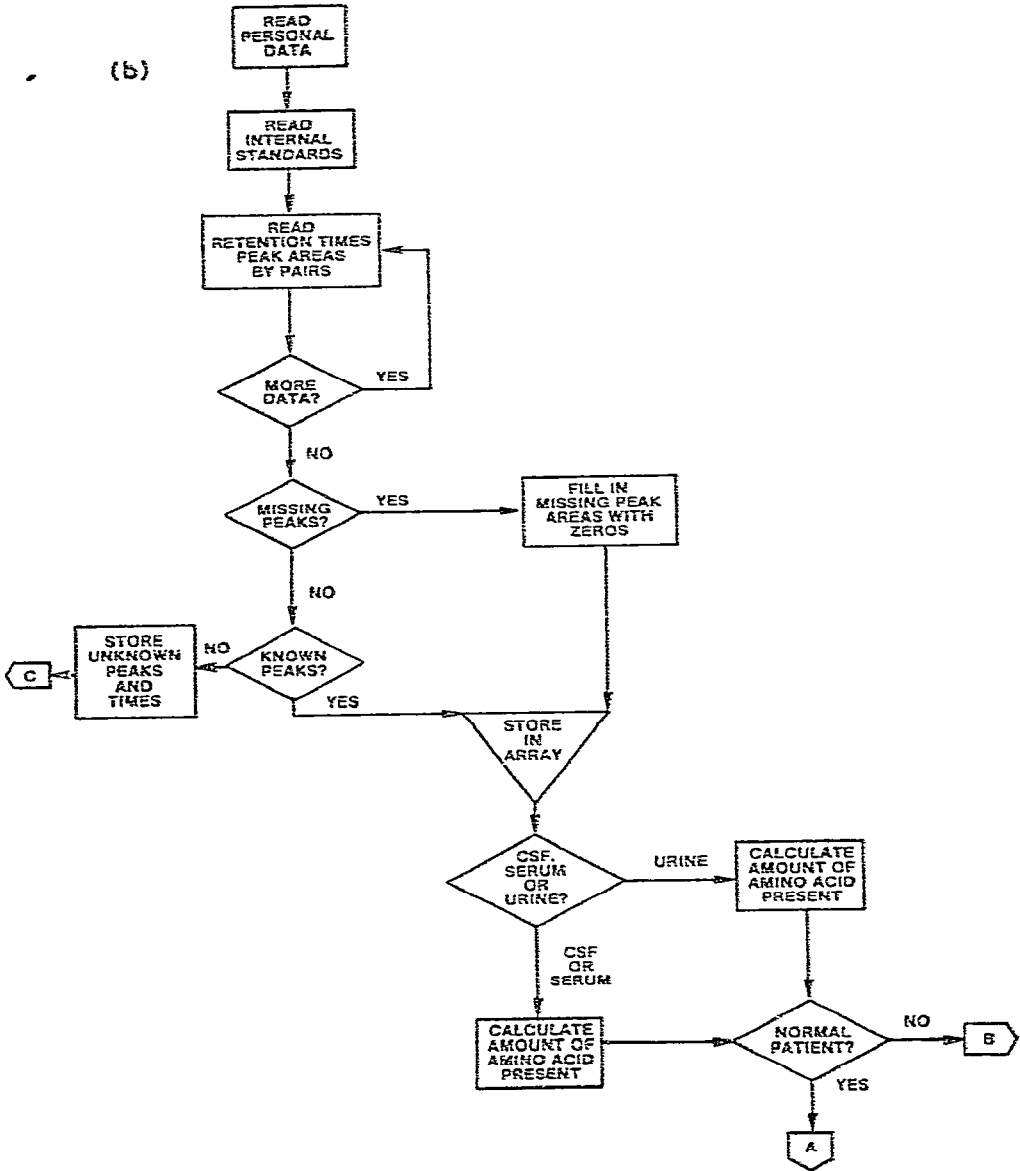 (b)
READ
PERSONAL
DATA
READ
INTERNAL
STANDARDS
READ
RETENTION TIMES
PEAK AREAS
BY PAIRS
MORE
DATA?
YES
NO
MISSING
PEAKS?
YES
FILL IN
MISSING PEAK
AREAS WITH
ZEROS
NO
KNOWN
PEAKS?
NO
STORE
UNKNOWN
PEAKS
AND
TIMES
C
YES
STORE
IN
ARRAY
CSF,
SERUM
OR
URINE?
URINE
CALCULATE
AMOUNT OF
AMINO ACID
PRESENT
CSF
OR
SERUM
CALCULATE
AMOUNT OF
AMINO ACID
PRESENT
NORMAL
PATIENT?
NO
B
YES
A